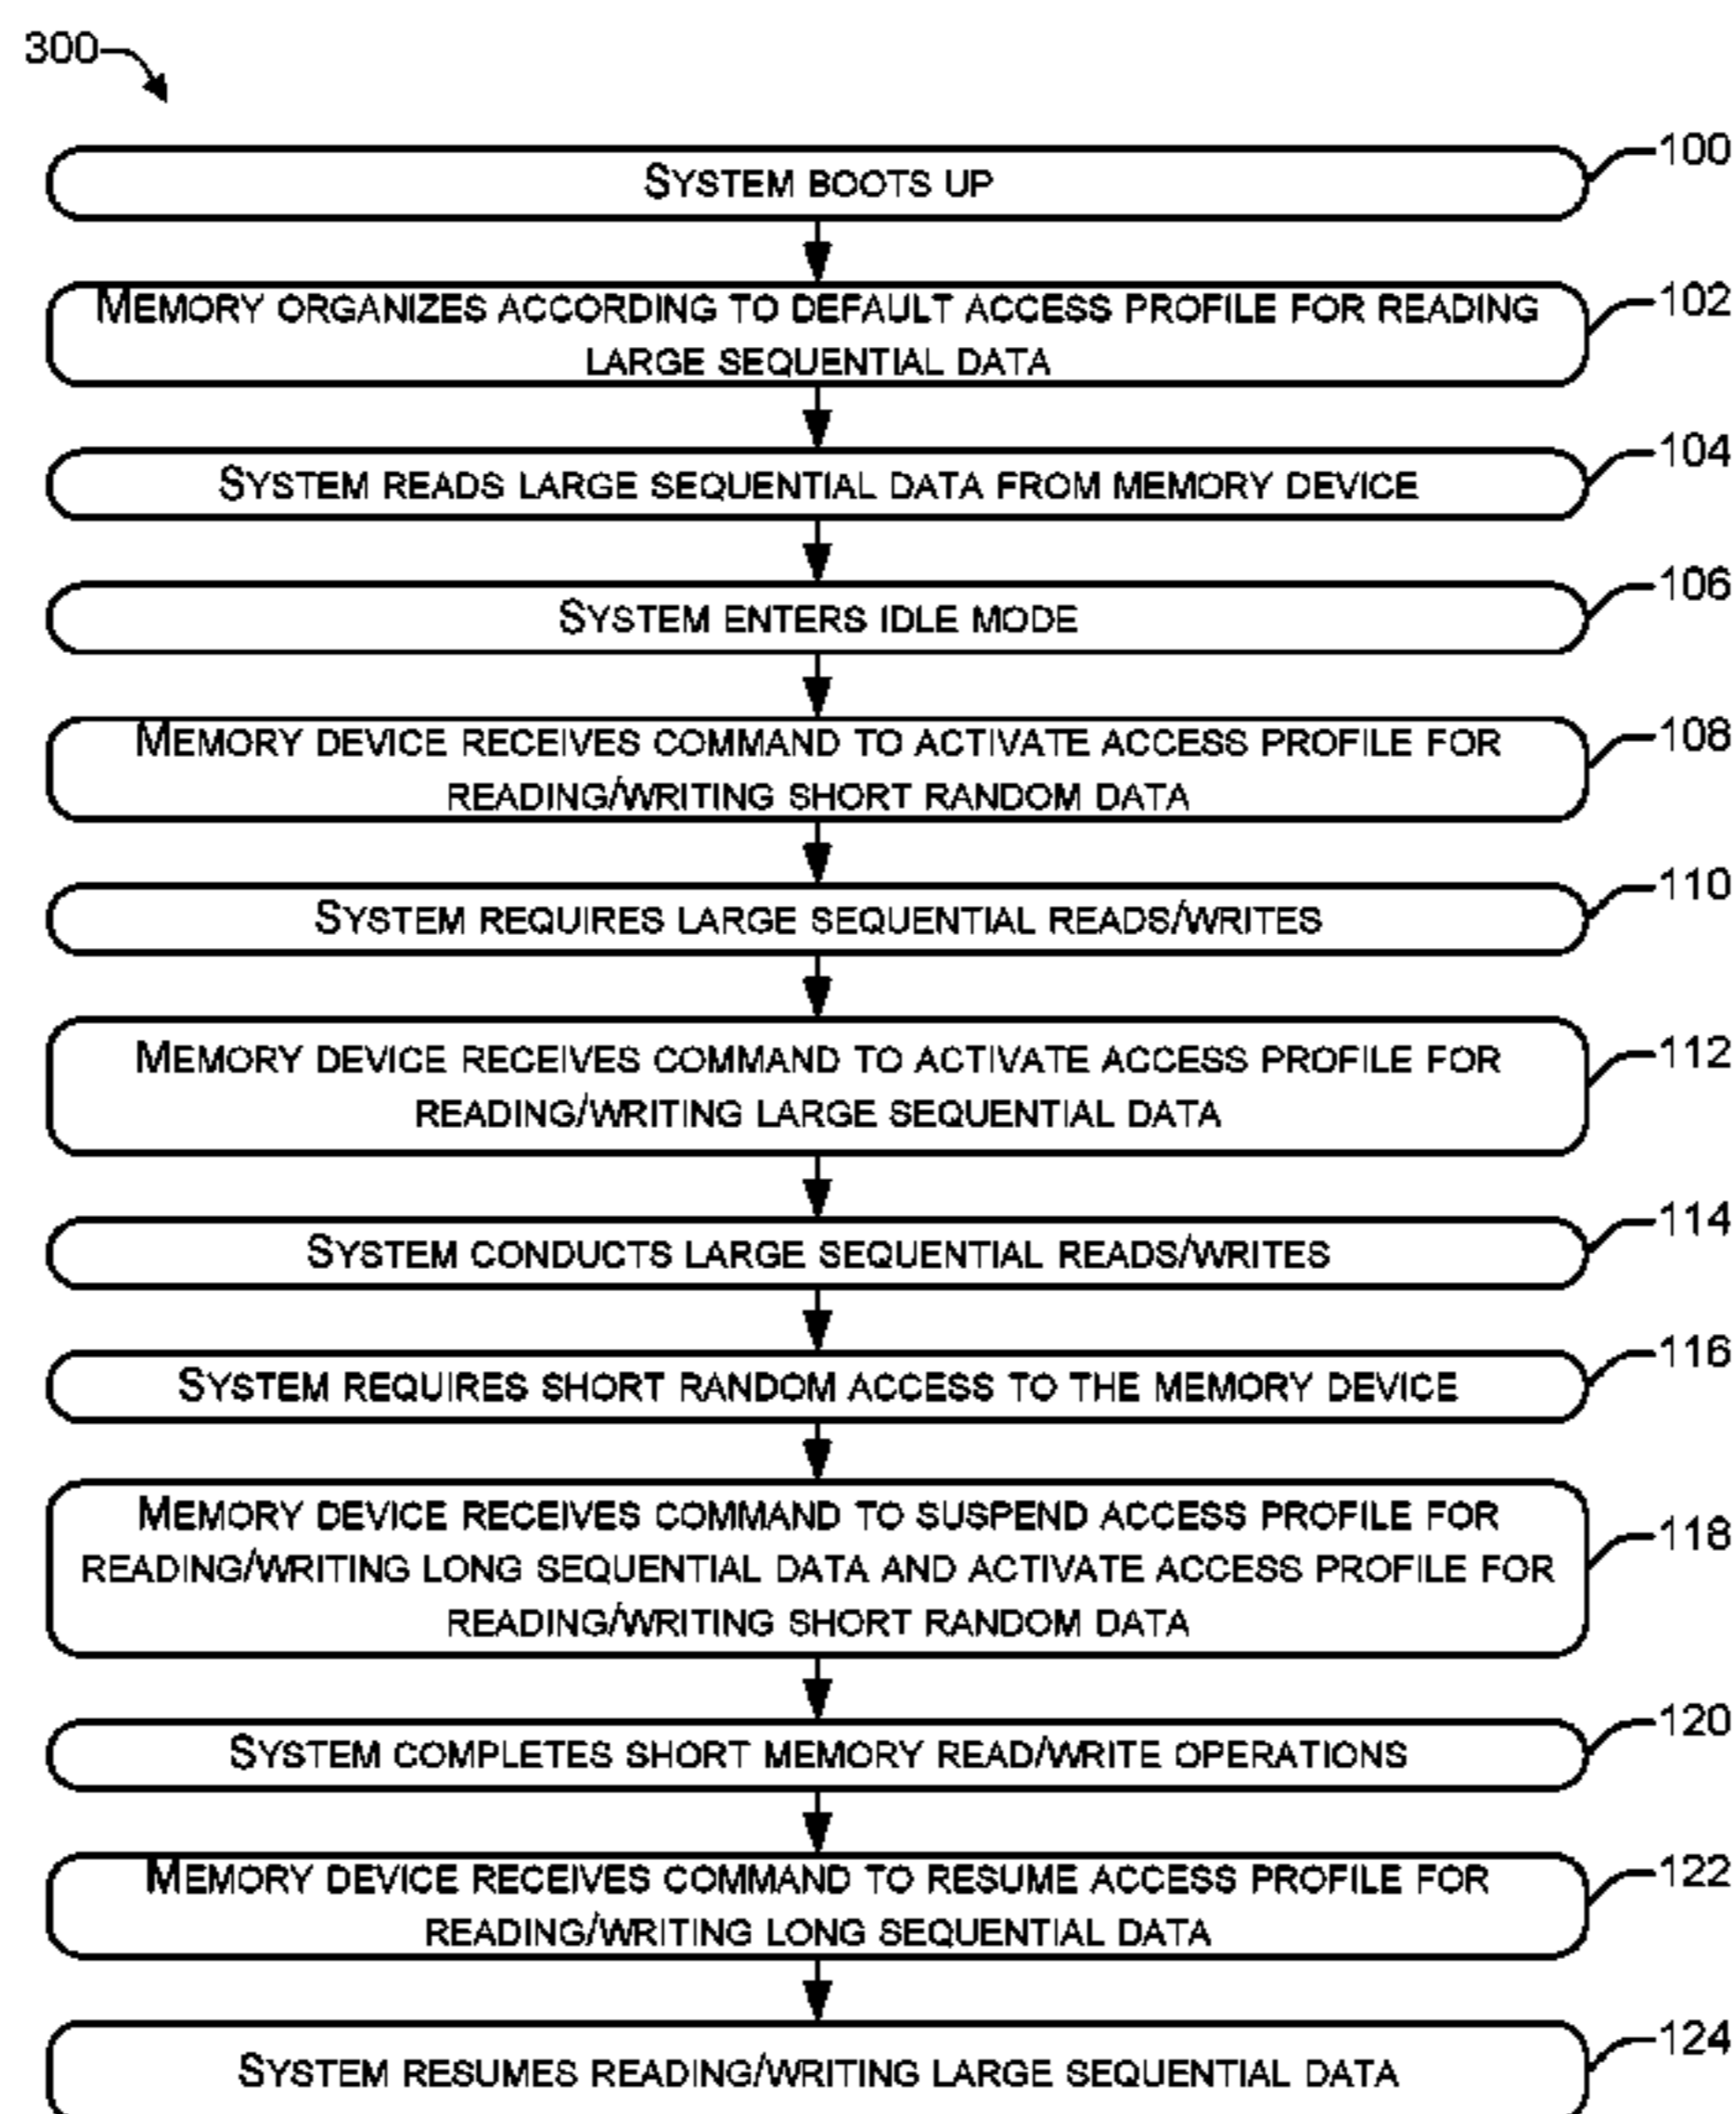 300
SYSTEM BOOTS UP
100
MEMORY ORGANIZES ACCORDING TO DEFAULT ACCESS PROFILE FOR READING
LARGE SEQUENTIAL DATA
102
SYSTEM READS LARGE SEQUENTIAL DATA FROM MEMORY DEVICE
104
SYSTEM ENTERS IDLE MODE
106
MEMORY DEVICE RECEIVES COMMAND TO ACTIVATE ACCESS PROFILE FOR
READING/WRITING SHORT RANDOM DATA
108
SYSTEM REQUIRES LARGE SEQUENTIAL READS/WRITES
110
MEMORY DEVICE RECEIVES COMMAND TO ACTIVATE ACCESS PROFILE FOR
READING/WRITING LARGE SEQUENTIAL DATA
112
SYSTEM CONDUCTS LARGE SEQUENTIAL READS/WRITES
114
SYSTEM REQUIRES SHORT RANDOM ACCESS TO THE MEMORY DEVICE
116
MEMORY DEVICE RECEIVES COMMAND TO SUSPEND ACCESS PROFILE FOR
READING/WRITING LONG SEQUENTIAL DATA AND ACTIVATE ACCESS PROFILE FOR
READING/WRITING SHORT RANDOM DATA
118
SYSTEM COMPLETES SHORT MEMORY READ/WRITE OPERATIONS
120
MEMORY DEVICE RECEIVES COMMAND TO RESUME ACCESS PROFILE FOR
READING/WRITING LONG SEQUENTIAL DATA
122
SYSTEM RESUMES READING/WRITING LARGE SEQUENTIAL DATA
124